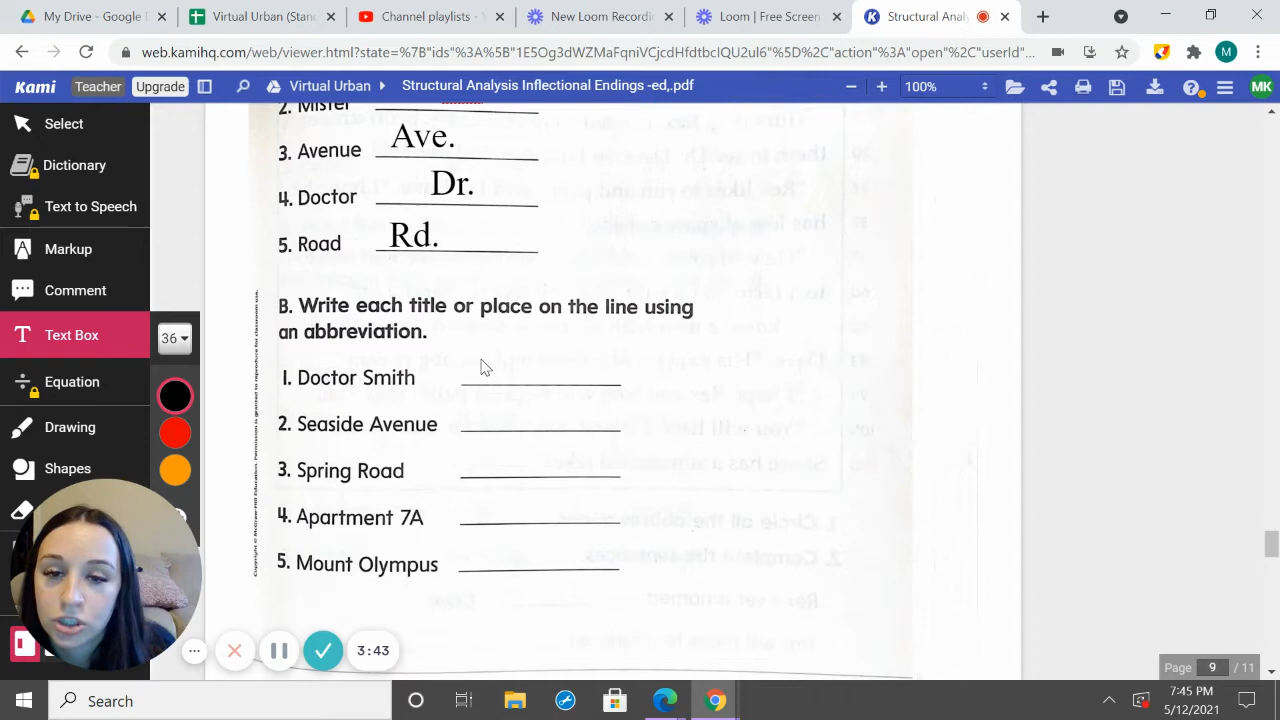 My Google D
Virtual Urban
Channel playlists - Y
New Loom Recordi
Loom | Free Screen
Structural Analy
web.kamihq.com/web/viewer.html?state=%7B"ids"%3A%5B"1E5Og3dWZMaFqniVCjcdHfdtbclQU2ul6"%5D%2C"action"%3A"open"%2C"userId"...
M
Kami
Teacher
Upgrade
Virtual Urban
Structural Analysis Inflectional Endings -ed,.pdf
100%
MK
Select
Dictionary
Text to Speech
Markup
Comment
Text Box
36
Equation
Drawing
Shapes
2. Mister
3. Avenue Ave.
4. Doctor Dr.
5. Road Rd.
B. Write each title or place on the line using
an abbreviation.
1. Doctor Smith
2. Seaside Avenue
3. Spring Road
4. Apartment 7A
5. Mount Olympus
3:43
Page 9 / 11
Search
7:45 PM
5/12/2021